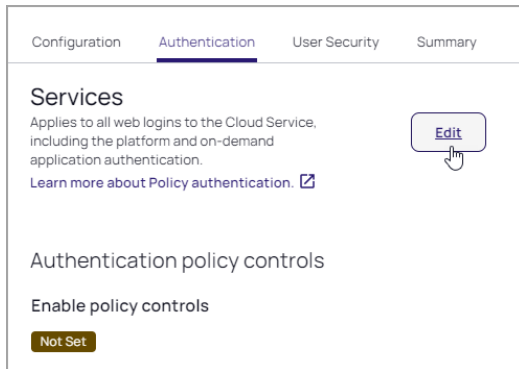 Configuration Authentication User Security Summary
Services
Applies to all web logins to the Cloud Service,
including the platform and on-demand
application authentication.
Edit
Learn more about Policy authentication.
Authentication policy controls
Enable policy controls
Not Set